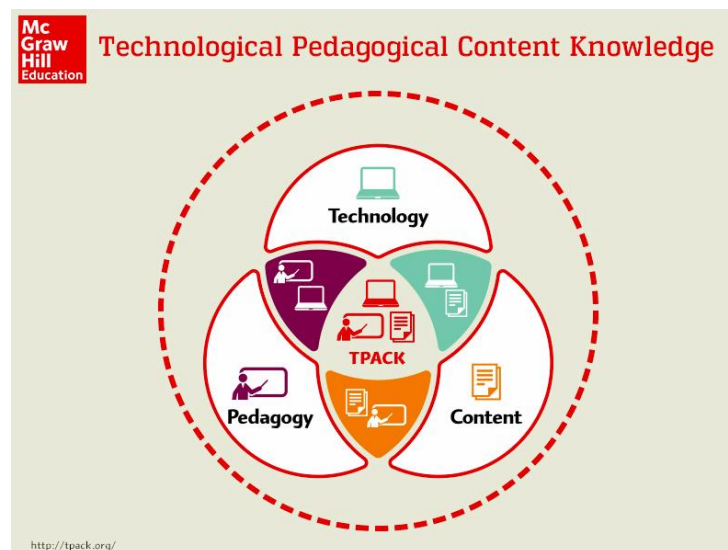 Mc
Graw
Hill
Education
Technological Pedagogical Content Knowledge
Technology
TPACK
Pedagogy
Content
http://tpack.org/